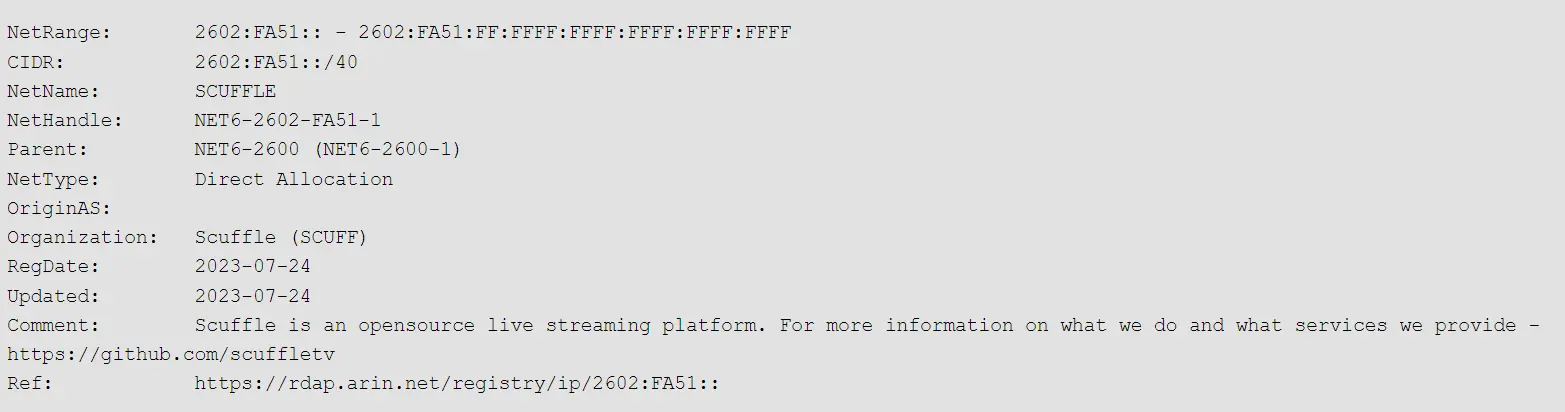 NetRange: 2602:FA51:: - 2602:FA51:FF:FFFF:FFFF:FFFF:FFFF:FFFF
CIDR: 2602:FA51::/40
NetName: SCUFFLE
NetHandle: NET6-2602-FA51-1
Parent: NET6-2600 (NET6-2600-1)
NetType: Direct Allocation
OriginAS:
Organization: Scuffle (SCUFF)
RegDate: 2023-07-24
Updated: 2023-07-24
Comment: Scuffle is an opensource live streaming platform. For more information on what we do and what services we provide -
https://github.com/scuffletv
Ref: https://rdap.arin.net/registry/ip/2602:FA51::